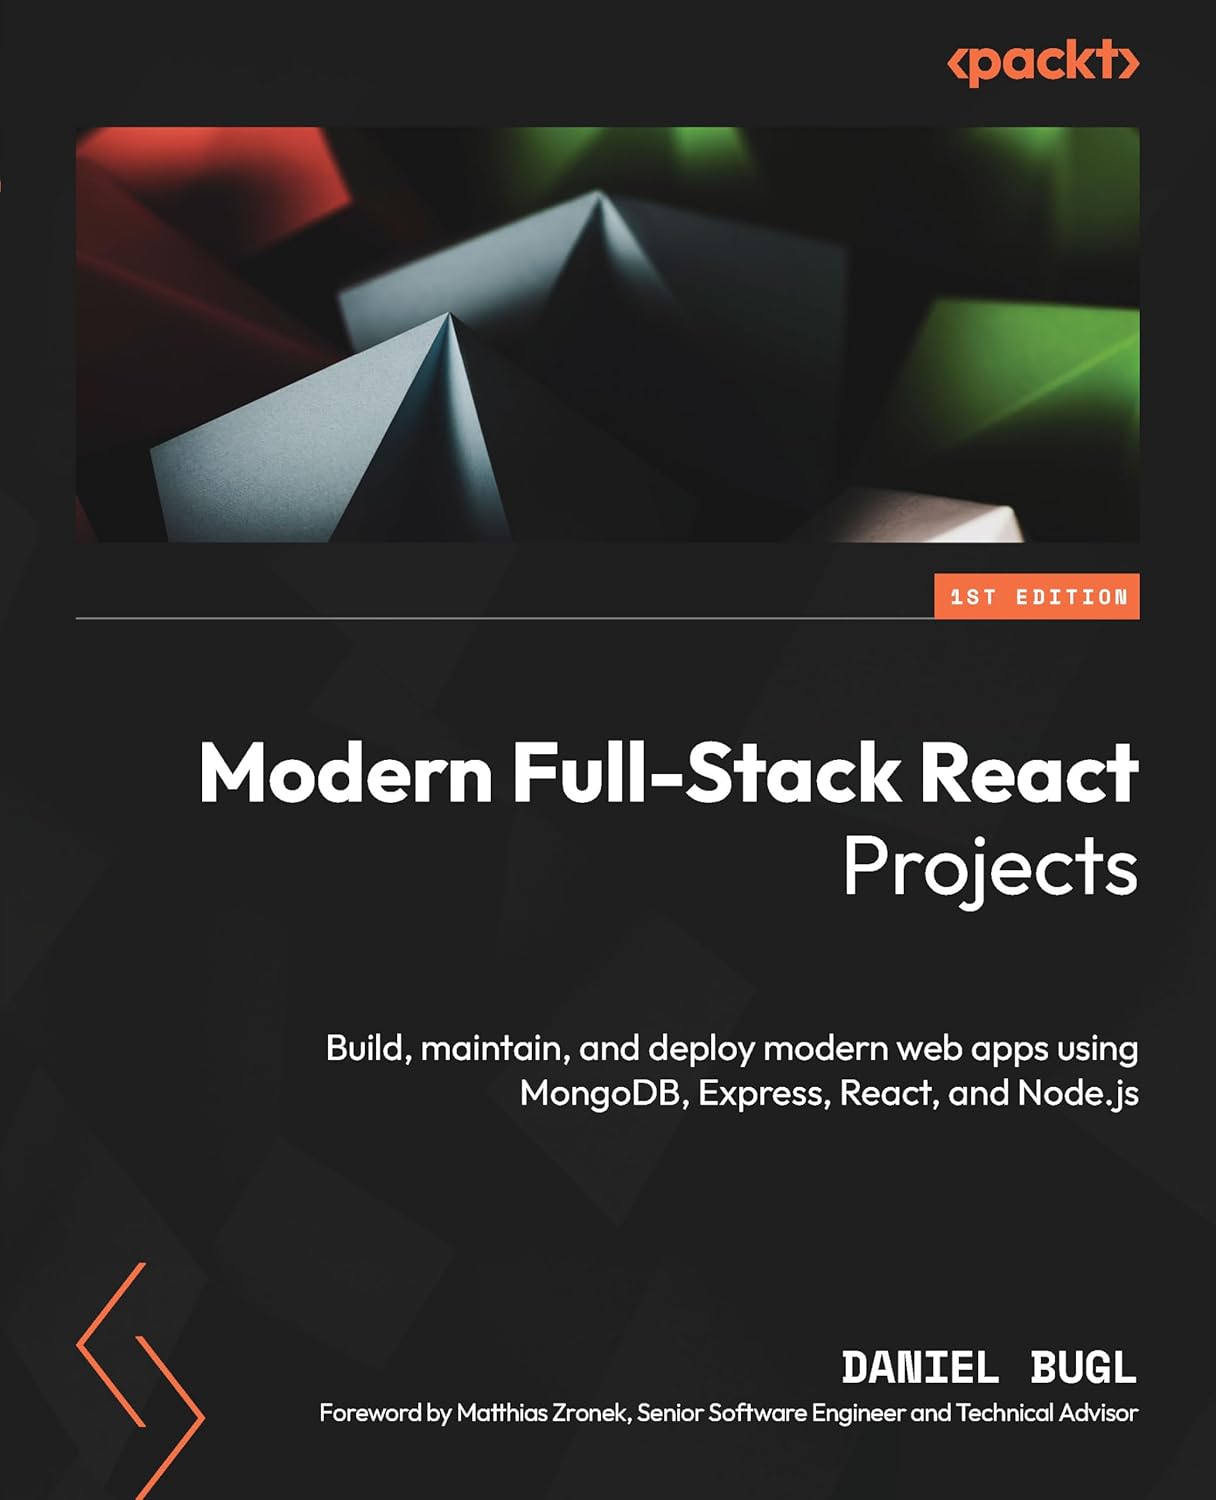 <packt>
1ST EDITION
Modern Full-Stack React
Projects
Build, maintain, and deploy modern web apps using
MongoDB, Express, React, and Node.js
DANIEL BUGL
Foreword by Matthias Zronek, Senior Software Engineer and Technical Advisor